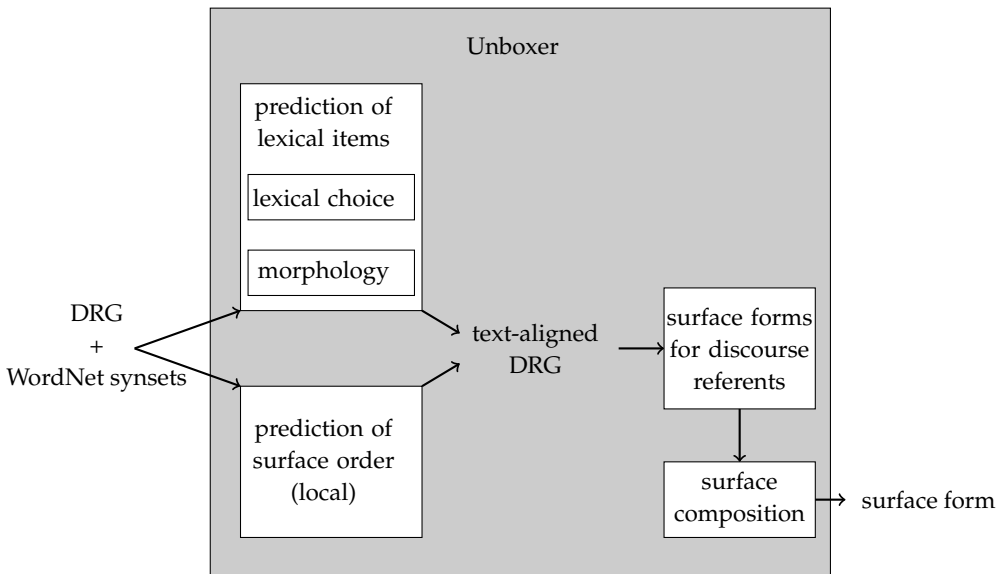 Unboxer
prediction of
lexical items
lexical choice
morphology
DRG
+
WordNet synsets
prediction of
surface order
(local)
text-aligned
DRG
surface forms
for discourse
referents
surface
composition
surface form